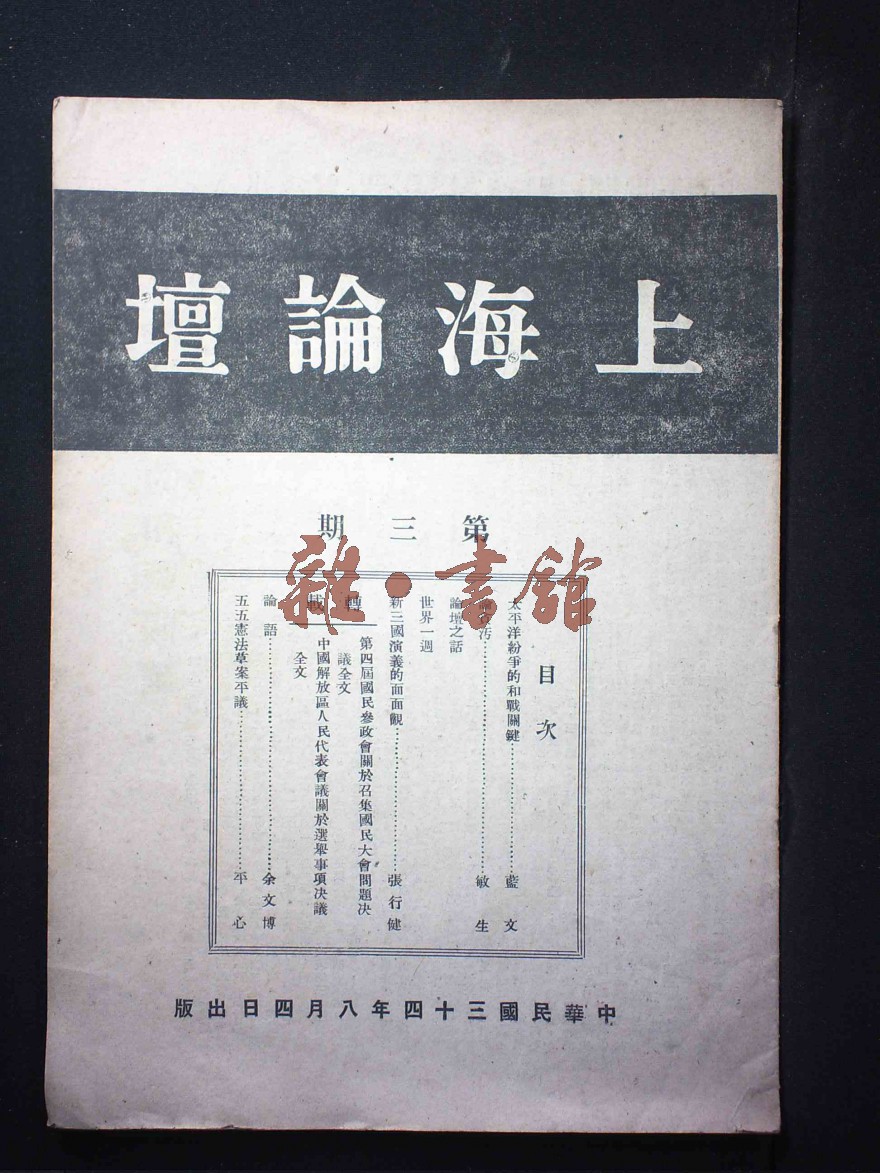 上海論壇
第三期
目次
太平洋紛爭的和戰關鍵……藍文
論貪污……敏生
論壇之話
世界一週
新三國演義的面面觀……張行健
轉載
第四屆國民參政會關於召集國民大會問題決
議全文
中國解放區人民代表會議關於選舉事項決議
全文
論語……余文博
五五憲法草案平議……平心
中華民國三十四年八月四日出版
雜·書館